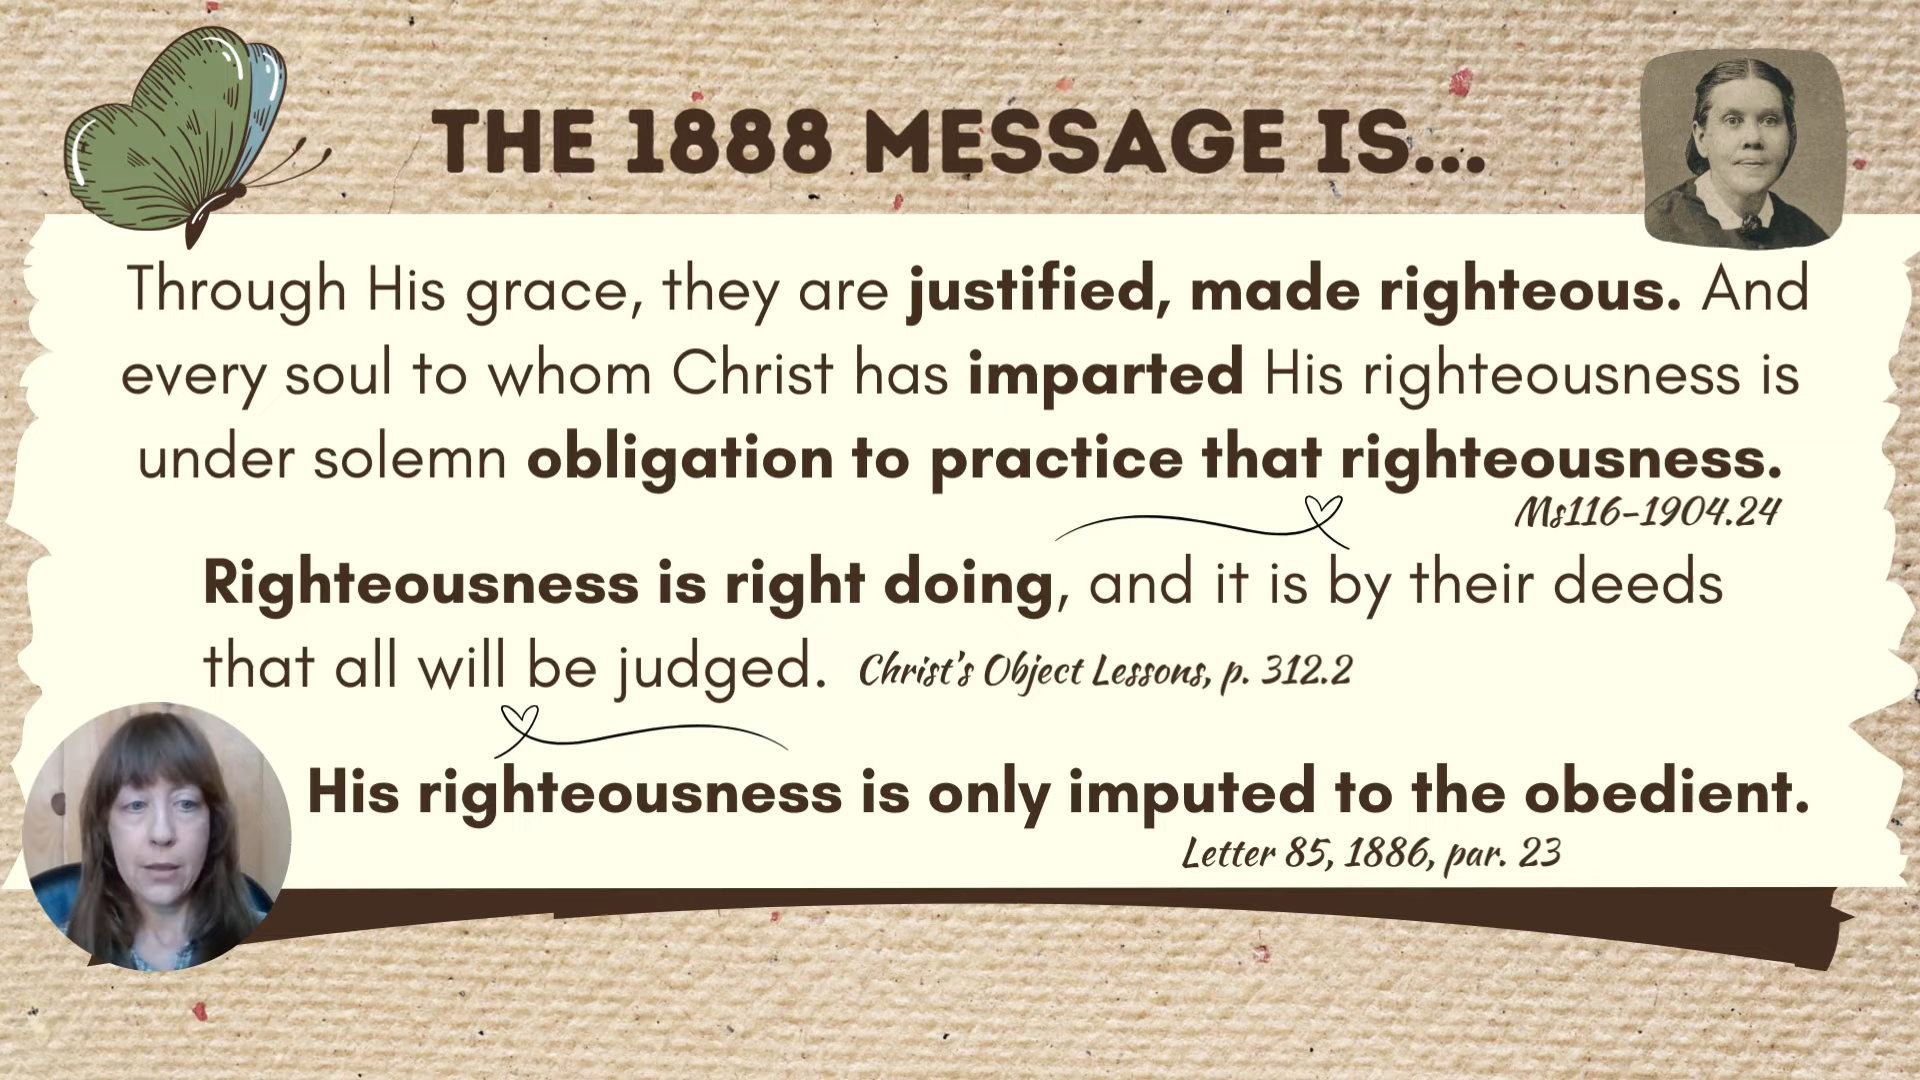 THE 1888 MESSAGE IS...
Through His grace, they are justified, made righteous. And
every soul to whom Christ has imparted His righteousness is
under solemn obligation to practice that righteousness.
Ms116-1904.24
Righteousness is right doing, and it is by their deeds
that all will be judged. Christ's Object Lessons, p. 312.2
His righteousness is only imputed to the obedient.
Letter 85, 1886, par. 23